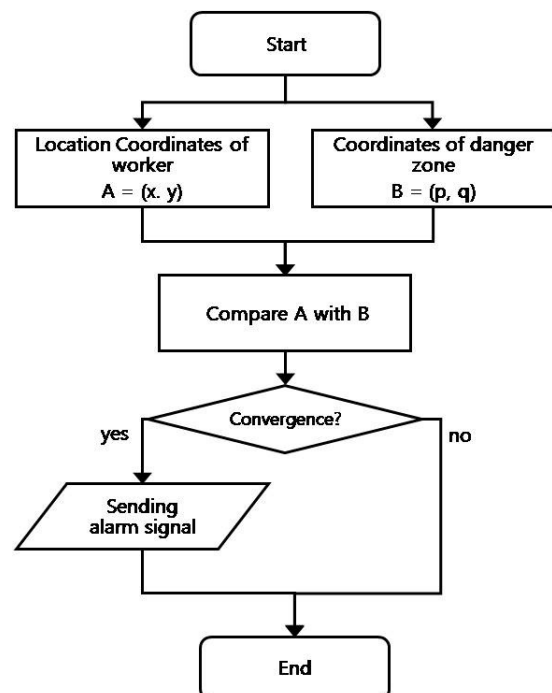 Start
Location Coordinates of
worker
A = (x. y)
Coordinates of danger
zone
B = (p, q)
Compare A with B
Convergence?
yes
no
Sending
alarm signal
End